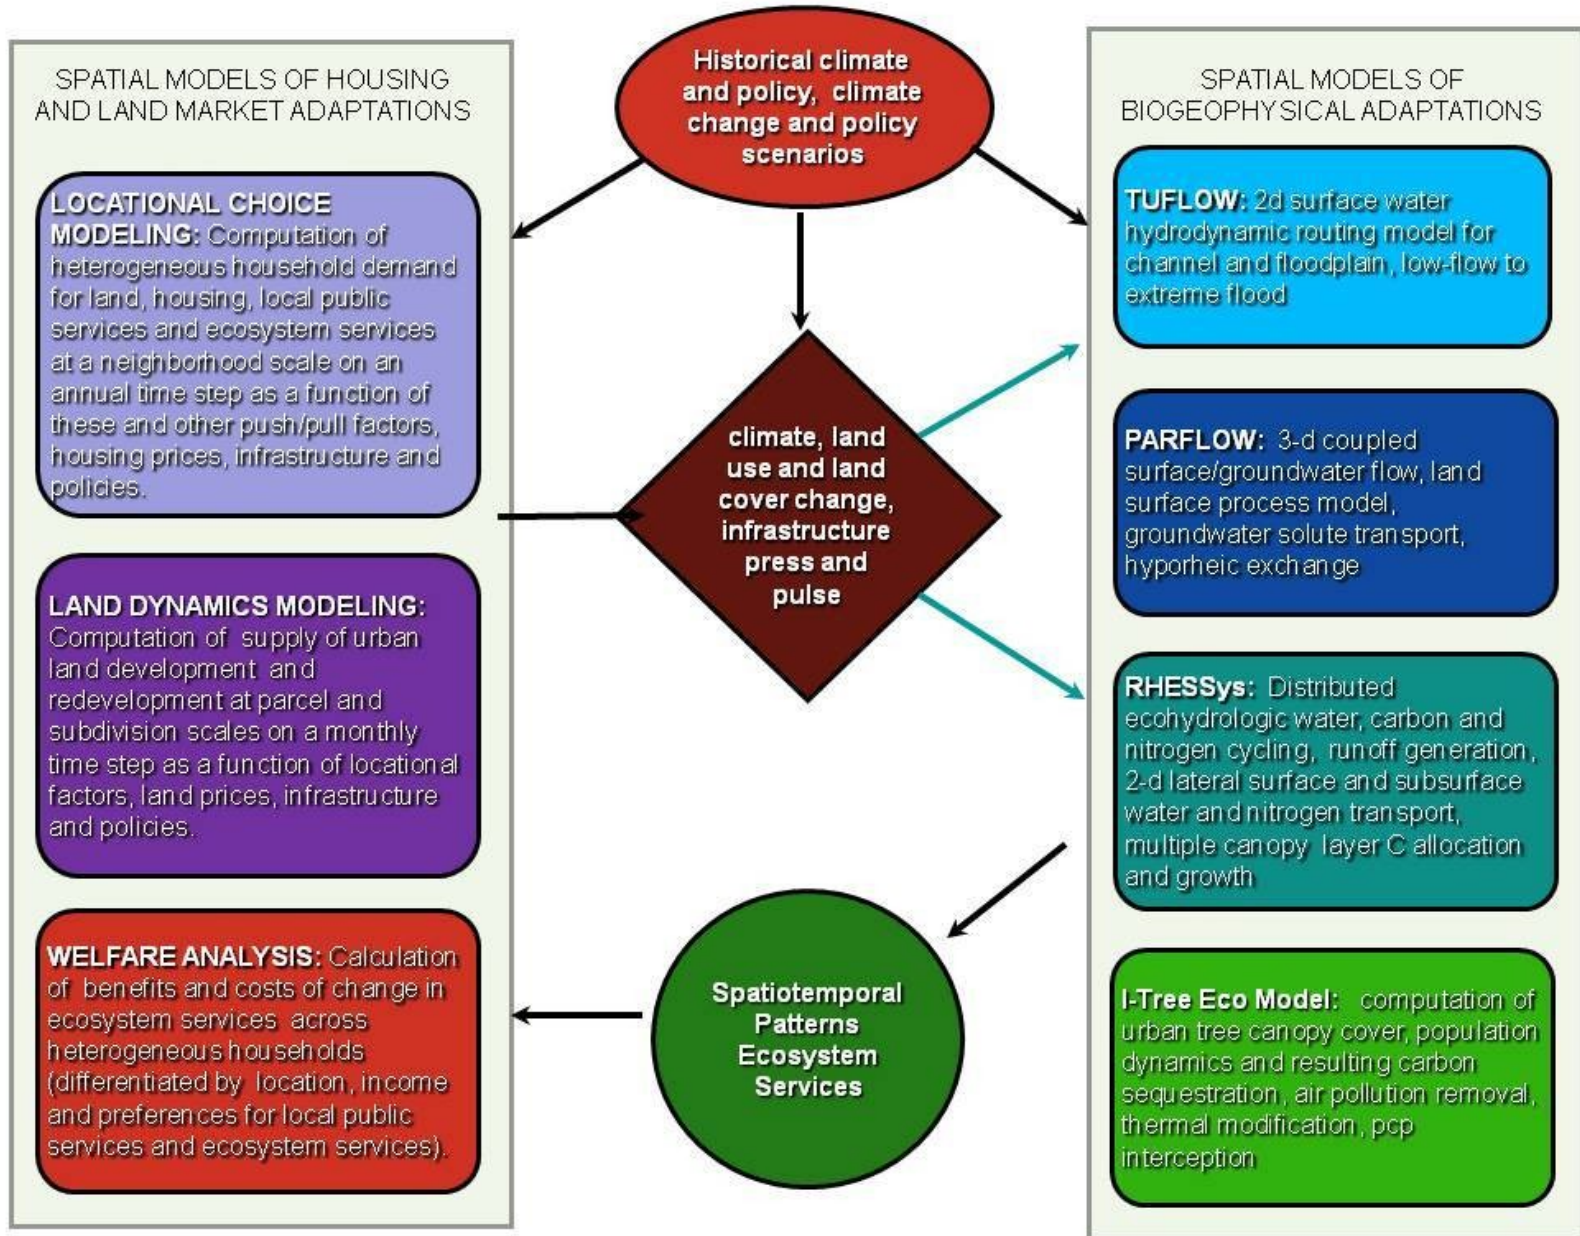 SPATIAL MODELS OF HOUSING
AND LAND MARKET ADAPTATIONS
LOCATIONAL CHOICE
MODELING: Computation of
heterogeneous household demand
for land, housing, local public
services and ecosystem services
at a neighborhood scale on an
annual time step as a function of
these and other push/pull factors,
housing prices, infrastructure and
policies.
LAND DYNAMICS MODELING:
Computation of supply of urban
land development and
redevelopment at parcel and
subdivision scales on a monthly
time step as a function of locational
factors, land prices, infrastructure
and policies.
WELFARE ANALYSIS: Calculation
of benefits and costs of change in
ecosystem services across
heterogeneous households
(differentiated by location, income
and preferences for local public
services and ecosystem services).
Historical climate
and policy, climate
change and policy
scenarios
climate, land
use and land
cover change,
infrastructure
press and
pulse
Spatiotemporal
Patterns
Ecosystem
Services
SPATIAL MODELS OF
BIOGEOPHYSICAL ADAPTATIONS
TUFLOW: 2d surface water
hydrodynamic routing model for
channel and floodplain, low-flow to
extreme flood
PARFLOW: 3-d coupled
surface/groundwater flow, land
surface process model,
groundwater solute transport,
hyporheic exchange
RHESSys: Distributed
ecohydrologic water, carbon and
nitrogen cycling, runoff generation,
2-d lateral surface and subsurface
water and nitrogen transport,
multiple canopy layer C allocation
and growth
I-Tree Eco Model: computation of
urban tree canopy cover, population
dynamics and resulting carbon
sequestration, air pollution removal,
thermal modification, pcp
interception